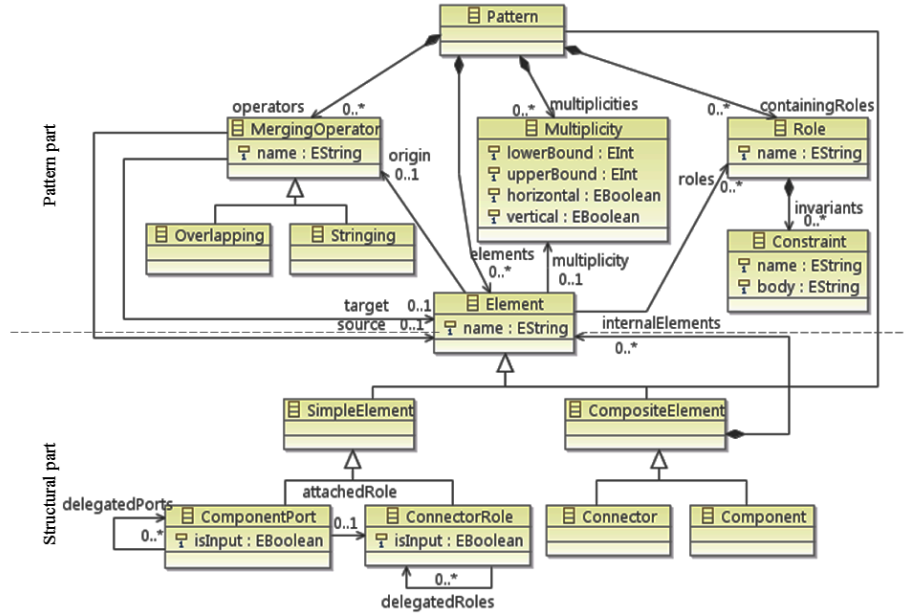 Pattern
operators
0..*
0..*
multiplicities
0..*
containingRoles
MergingOperator
name : EString
Multiplicity
lowerBound : EInt
upperBound : EInt
horizontal : EBoolean
vertical : EBoolean
Role
name : EString
Pattern part
origin
0..1
roles
0..*
invariants
0..*
Overlapping
Stringing
Constraint
name : EString
body : EString
elements
0..*
multiplicity
0..1
target 0..1
source 0..1
Element
name : EString
internalElements
0..*
SimpleElement
CompositeElement
Structural part
attachedRole
delegatedPorts
0..*
ComponentPort
isInput : EBoolean
0..1
ConnectorRole
isInput : EBoolean
Connector
Component
0..*
delegatedRoles